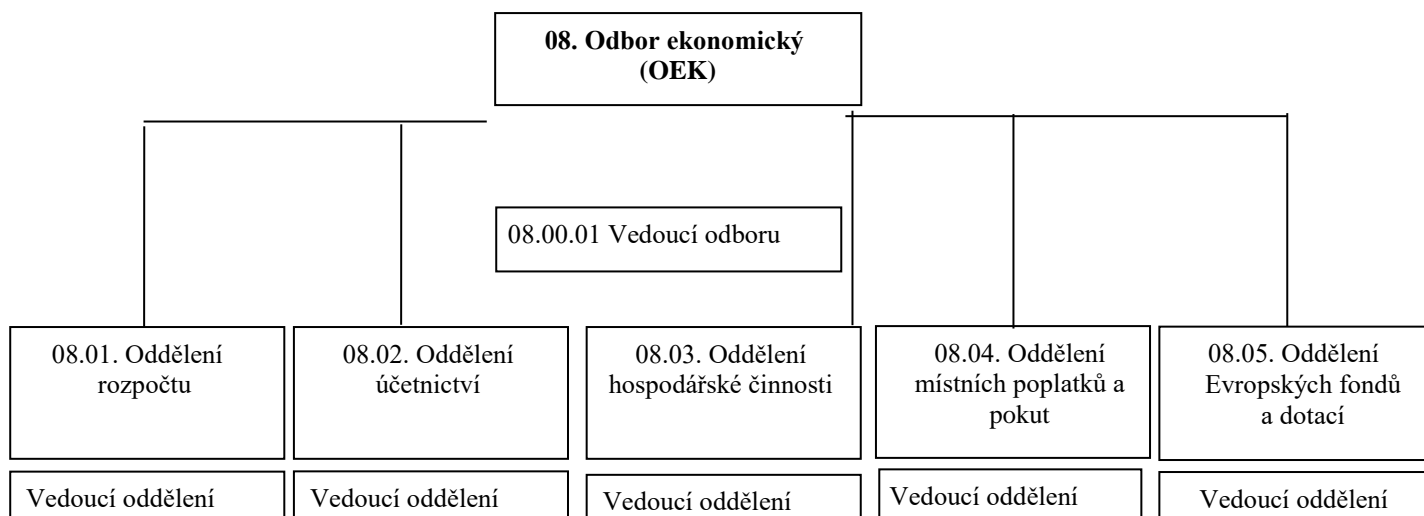 08. Odbor ekonomický
(OEK)
08.00.01 Vedoucí odboru
08.01. Oddělení
rozpočtu
08.02. Oddělení
účetnictví
08.03. Oddělení
hospodářské činnosti
08.04. Oddělení
místních poplatků a
pokut
08.05. Oddělení
Evropských fondů
a dotací
Vedoucí oddělení
Vedoucí oddělení
Vedoucí oddělení
Vedoucí oddělení
Vedoucí oddělení